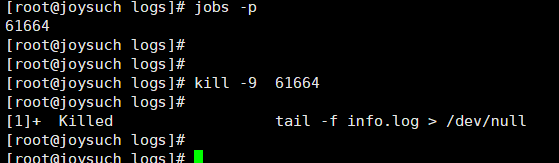 [root@joysuch logs]# jobs -p
61664
[root@joysuch logs]#
[root@joysuch logs]#
[root@joysuch logs]# kill -9  61664
[root@joysuch logs]#
[1]+  Killed                  tail -f info.log > /dev/null
[root@joysuch logs]#
[root@joysuch logs]#